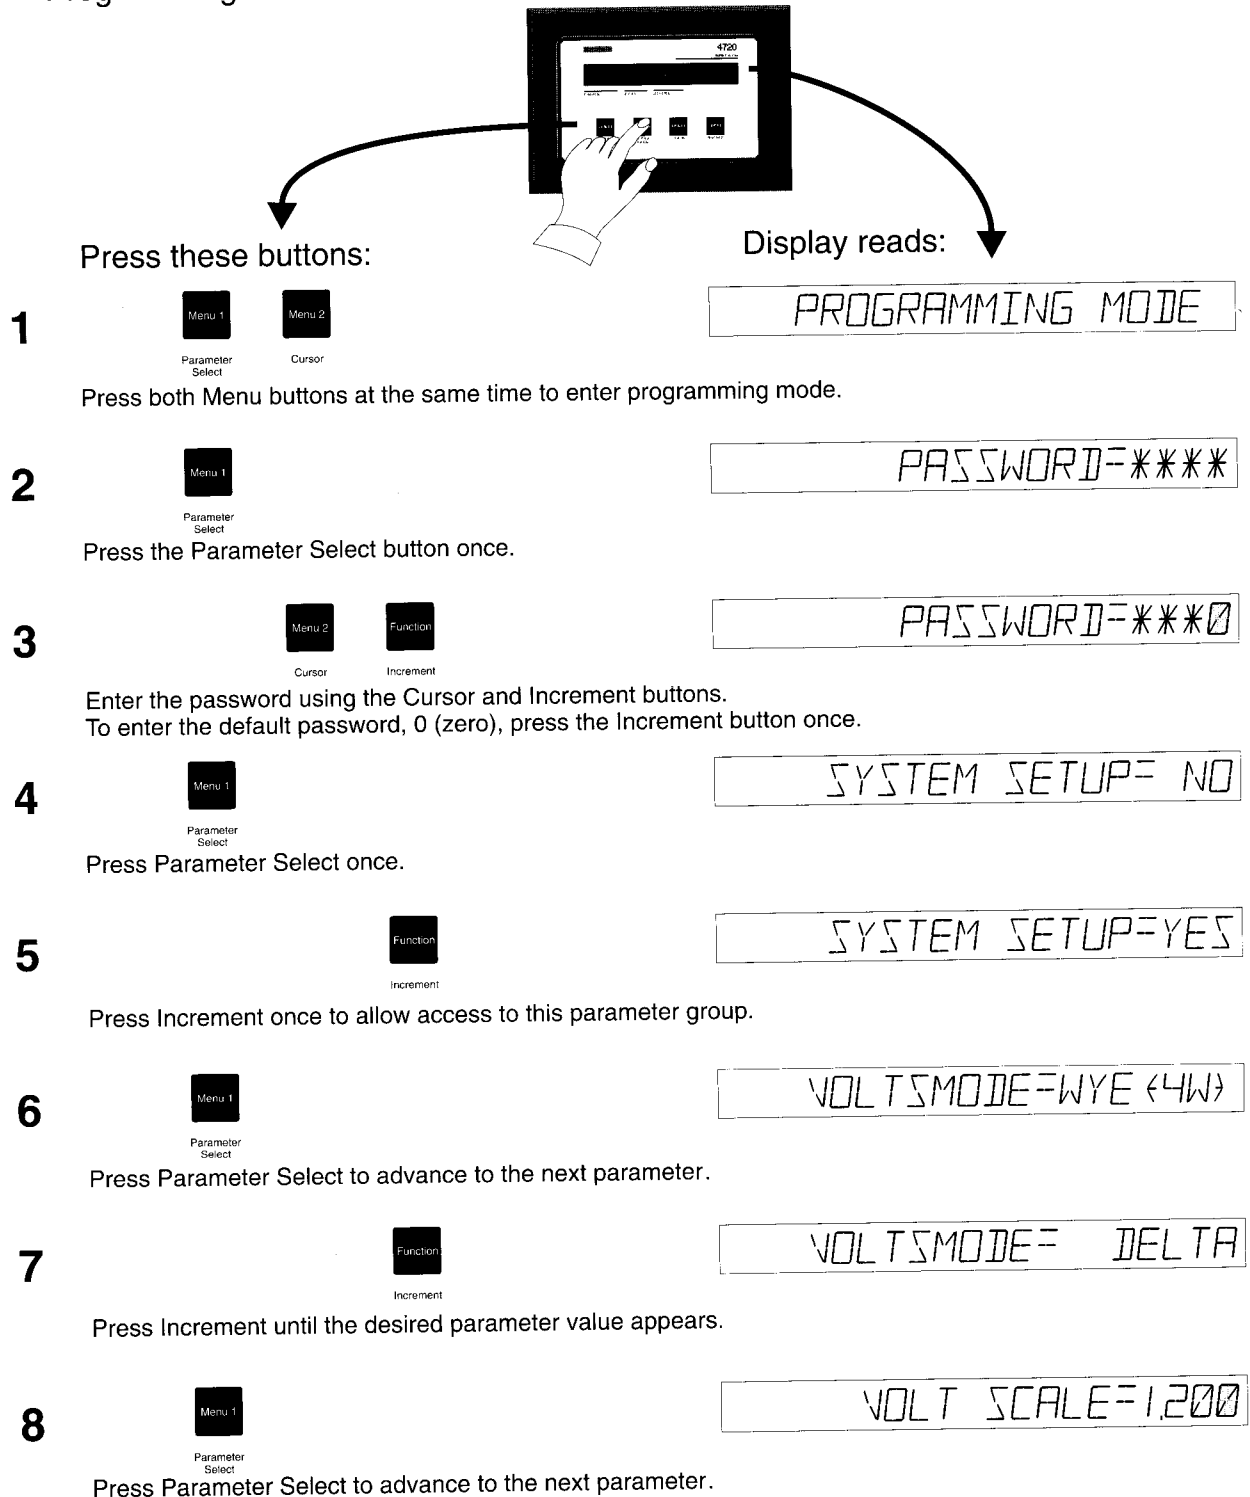 4720
Press these buttons:
Display reads:
1
Menu 1
Menu 2
PROGRAMMING MODE
Parameter
Select
Cursor
Press both Menu buttons at the same time to enter programming mode.
2
Menu 1
PASSWORD=****
Parameter
Select
Press the Parameter Select button once.
3
Menu 2
Function
PASSWORD=***0
Cursor
Increment
Enter the password using the Cursor and Increment buttons.
To enter the default password, 0 (zero), press the Increment button once.
4
Menu 1
SYSTEM SETUP= NO
Parameter
Select
Press Parameter Select once.
5
Function
SYSTEM SETUP=YES
Increment
Press Increment once to allow access to this parameter group.
6
Menu 1
VOLTSMODE=WYE (4W)
Parameter
Select
Press Parameter Select to advance to the next parameter.
7
Function
VOLTSMODE= DELTA
Increment
Press Increment until the desired parameter value appears.
8
Menu 1
VOLT SCALE=1,200
Parameter
Select
Press Parameter Select to advance to the next parameter.